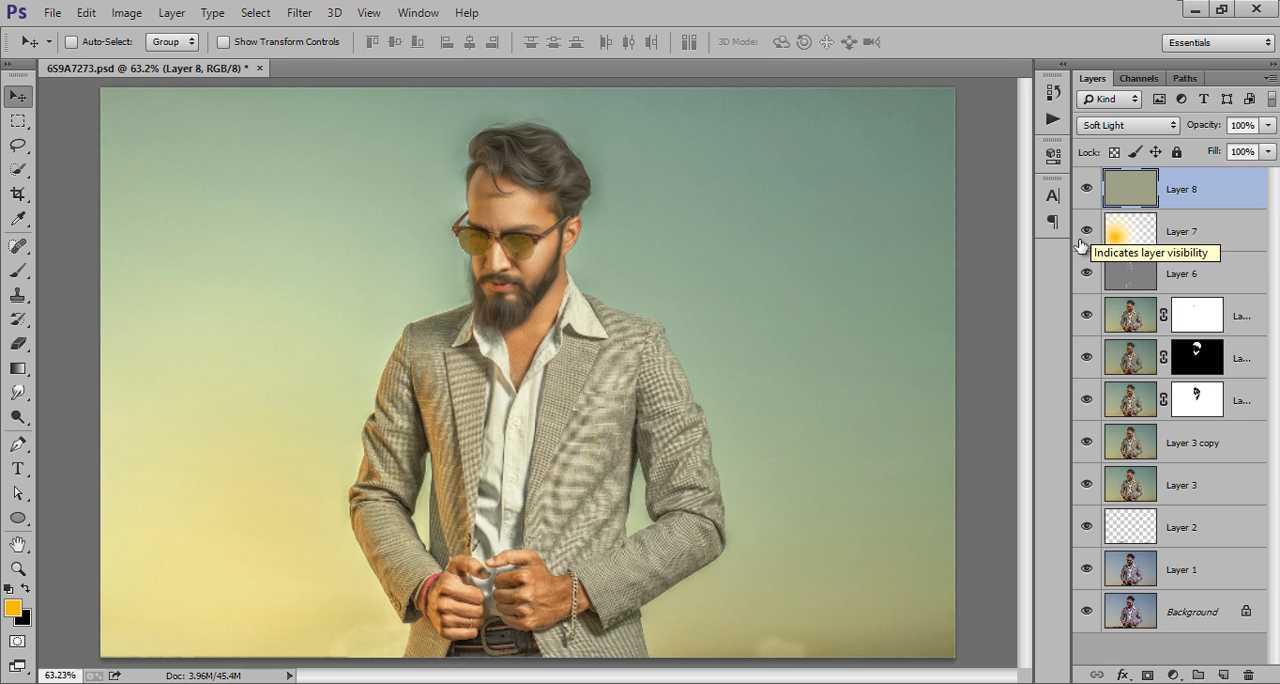 Ps File Edit Image Layer Type Select Filter 3D View Window Help
Auto-Select: Group Show Transform Controls 3D Mode: Essentials
6S9A7273.psd @ 63.2% (Layer 8, RGB/8) * ×
Layers Channels Paths
Kind
Soft Light Opacity: 100%
Lock: Fill: 100%
Layer 8
Layer 7
Indicates layer visibility
Layer 6
La...
La...
La...
Layer 3 copy
Layer 3
Layer 2
Layer 1
Background
63.23% Doc: 3.96M/45.4M